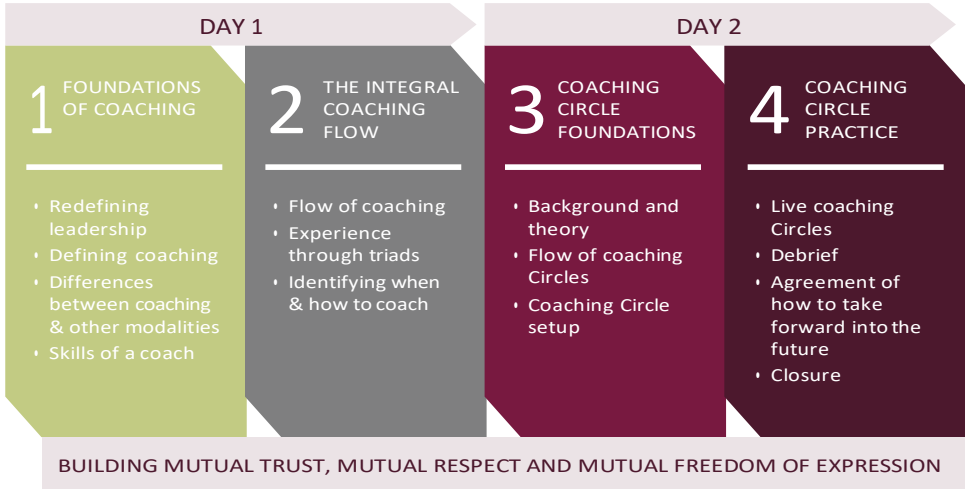 DAY 1
DAY 2
1
FOUNDATIONS
OF COACHING
• Redefining
leadership
• Defining coaching
• Differences
between coaching
& other modalities
• Skills of a coach
2
THE INTEGRAL
COACHING
FLOW
• Flow of coaching
• Experience
through triads
• Identifying when
& how to coach
3
COACHING
CIRCLE
FOUNDATIONS
• Background and
theory
• Flow of coaching
Circles
• Coaching Circle
setup
4
COACHING
CIRCLE
PRACTICE
• Live coaching
Circles
• Debrief
• Agreement of
how to take
forward into the
future
• Closure
BUILDING MUTUAL TRUST, MUTUAL RESPECT AND MUTUAL FREEDOM OF EXPRESSION